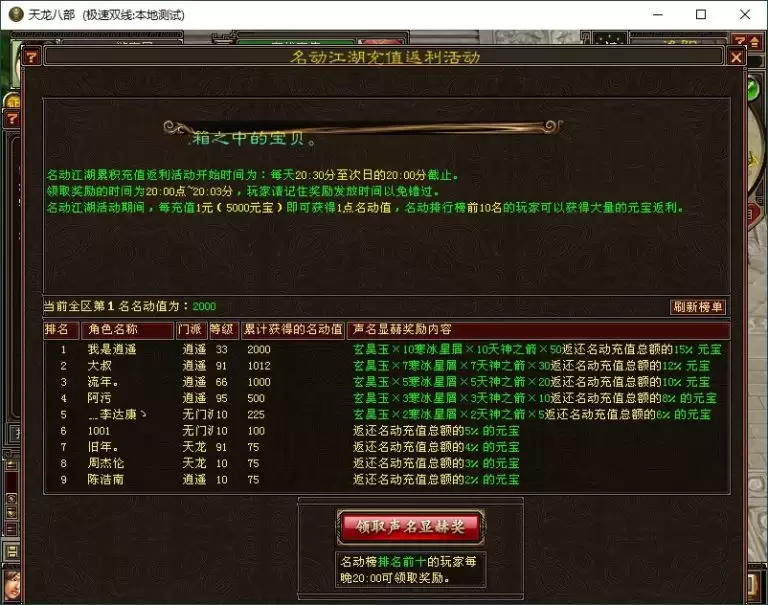 天龙八部 (极速双线:本地测试)
名动江湖充值返利活动
箱之中的宝贝。
名动江湖累积充值返利活动开始时间为：每天20:30分至次日的20:00分截止。
领取奖励的时间为20:00点~20:03分，玩家请记住奖励发放时间以免错过。
名动江湖活动期间，每充值1元（5000元宝）即可获得1点名动值，名动排行榜前10名的玩家可以获得大量的元宝返利。
当前全区第1名名动值为：2000 刷新榜单
排名 角色名称 门派 等级 累计获得的名动值 声名显赫奖励内容
1 我是逍遥 逍遥 33 2000 玄昊玉×10寒冰星屑×10天神之箭×50返还名动充值总额的15% 元宝
2 大叔 逍遥 91 1012 玄昊玉×7寒冰星屑×7天神之箭×30返还名动充值总额的12% 元宝
3 流年。 逍遥 66 1000 玄昊玉×5寒冰星屑×5天神之箭×20返还名动充值总额的10% 元宝
4 阿污 逍遥 95 500 玄昊玉×3寒冰星屑×3天神之箭×10返还名动充值总额的8% 元宝
5 __李达康ゝ 无门派 10 225 玄昊玉×2寒冰星屑×2天神之箭×5返还名动充值总额的6% 元宝
6 1001 无门派 10 100 返还名动充值总额的5% 的元宝
7 旧年。 天龙 91 75 返还名动充值总额的4% 的元宝
8 周杰伦 天龙 10 75 返还名动充值总额的3% 的元宝
9 陈浩南 逍遥 10 75 返还名动充值总额的2% 的元宝
领取声名显赫奖
名动榜排名前十的玩家每
晚20:00可领取奖励。